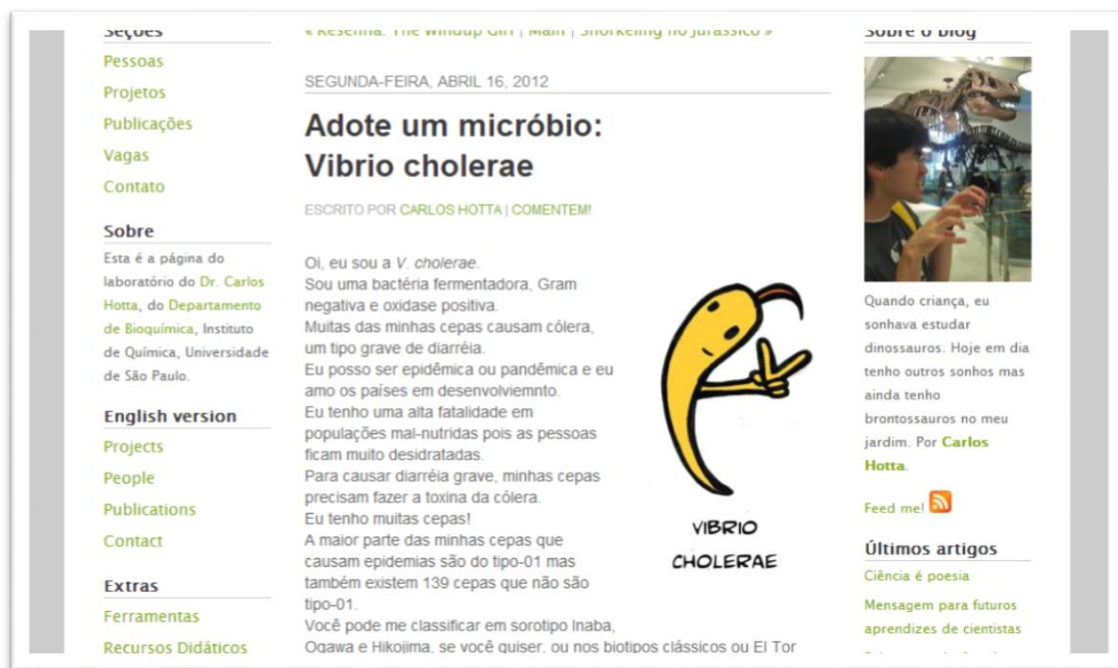 Seções
Pessoas
Projetos
Publicações
Vagas
Contato
Sobre
Esta é a página do
laboratório do Dr. Carlos
Hotta, do Departamento
de Bioquímica, Instituto
de Química, Universidade
de São Paulo.
English version
Projects
People
Publications
Contact
Extras
Ferramentas
Recursos Didáticos
« Resenha: The Windup Girl | Main | Snorkeling no Jurássico »
SEGUNDA-FEIRA, ABRIL 16, 2012
Adote um micróbio:
Vibrio cholerae
ESCRITO POR CARLOS HOTTA | COMENTEM!
Oi, eu sou a V. cholerae.
Sou uma bactéria fermentadora, Gram
negativa e oxidase positiva.
Muitas das minhas cepas causam cólera,
um tipo grave de diarréia.
Eu posso ser epidêmica ou pandêmica e eu
amo os países em desenvolviemnto.
Eu tenho uma alta fatalidade em
populações mal-nutridas pois as pessoas
ficam muito desidratadas.
Para causar diarréia grave, minhas cepas
precisam fazer a toxina da cólera.
Eu tenho muitas cepas!
A maior parte das minhas cepas que
causam epidemias são do tipo-01 mas
também existem 139 cepas que não são
tipo-01.
Você pode me classificar em sorotipo Inaba,
Ogawa e Hikojima, se você quiser, ou nos biotipos clássicos ou El Tor
VIBRIO
CHOLERAE
Sobre o blog
Quando criança, eu
sonhava estudar
dinossauros. Hoje em dia
tenho outros sonhos mas
ainda tenho
brontossauros no meu
jardim. Por Carlos
Hotta.
Feed me!
Últimos artigos
Ciência é poesia
Mensagem para futuros
aprendizes de cientistas